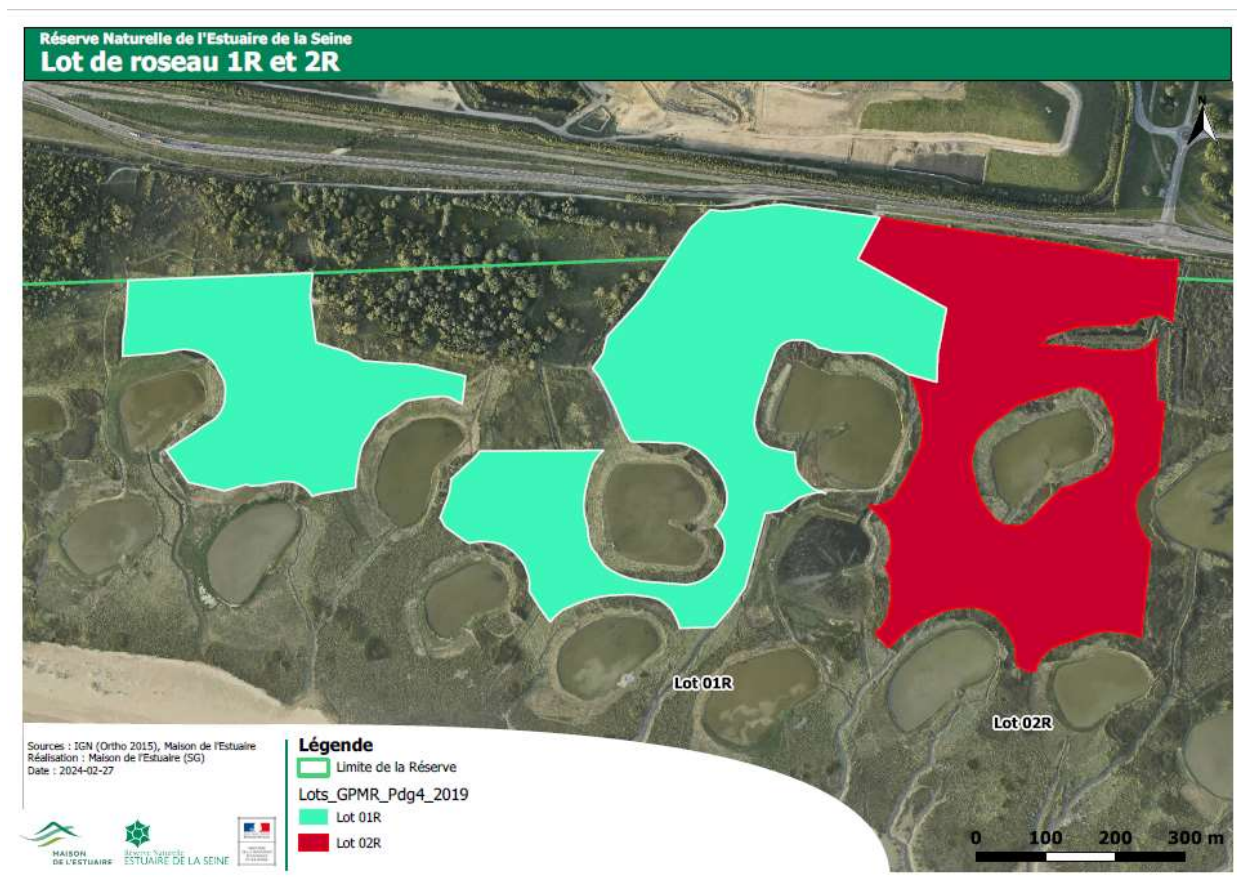 Réserve Naturelle de l'Estuaire de la Seine
Lot de roseau 1R et 2R
N
Lot 01R
Lot 02R
Sources : IGN (Ortho 2015), Maison de l'Estuaire
Réalisation : Maison de l'Estuaire (SG)
Date : 2024-02-27
Légende
Limite de la Réserve
Lots_GPMR_Pdg4_2019
Lot 01R
Lot 02R
MAISON
DE L'ESTUAIRE
Réserve Naturelle
ESTUAIRE DE LA SEINE
0 100 200 300 m